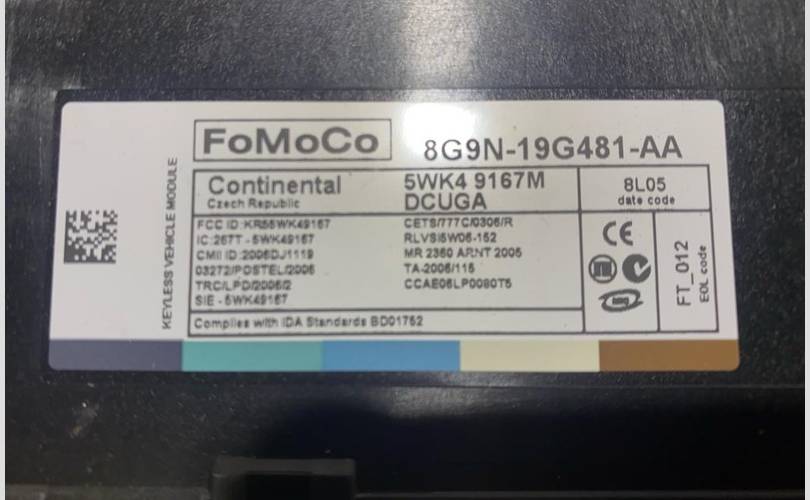 FoMoCo
8G9N-19G481-AA
Continental
Czech Republic
5WK4 9167M
DCUGA
8L05
date code
KEYLESS VEHICLE MODULE
FCC ID:KR55WK49167
IC:267T-5WK49167
CMII ID:2006DJ1119
03272/POSTEL/2006
TRC/LPD/2006/2
SIE-5WK49167
CETS/777C/0306/R
RLVSI5W06-152
MR 2360 ARNT 2005
TA-2006/115
CCAE06LP0080T5
CE
FT_012
EOL code
Complies with IDA Standards BD01752